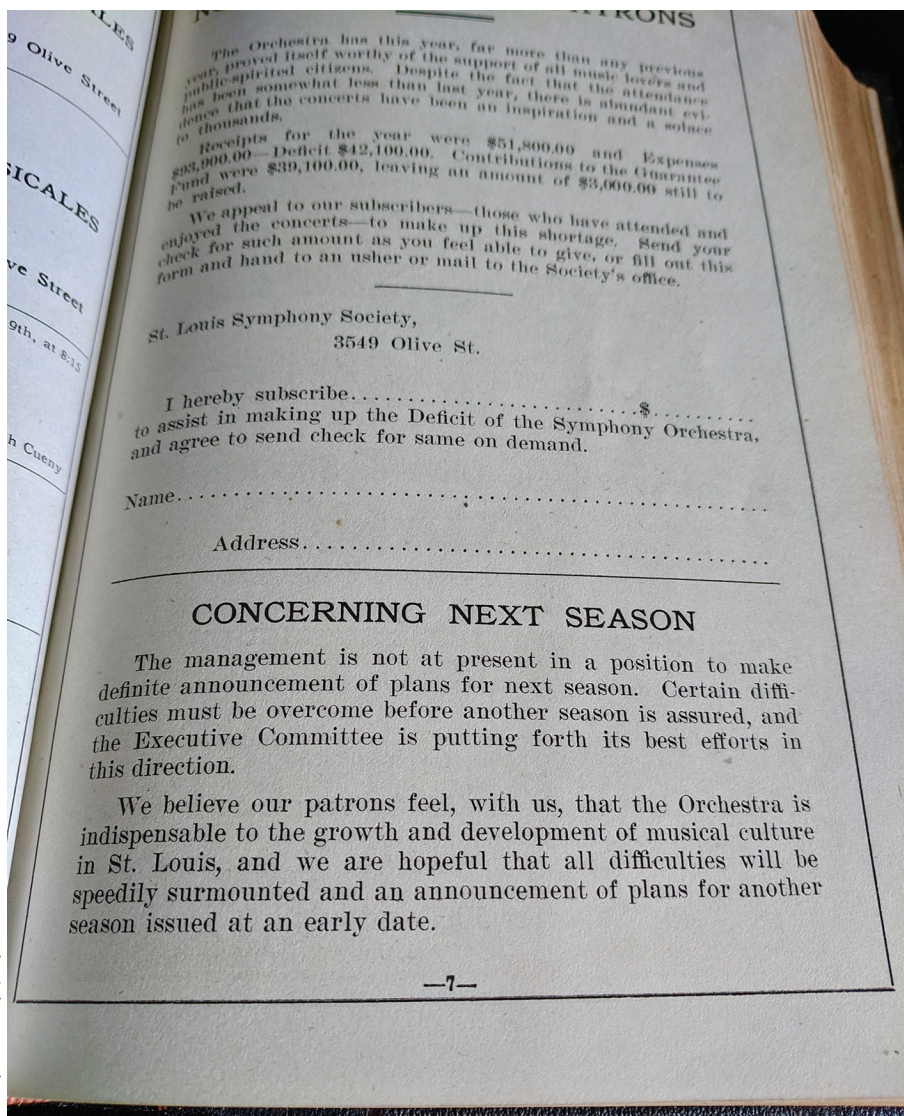 ALES
9 Olive Street
SICALES
ve Street
9th, at 8:15
h Cueny
PATRONS
The Orchestra has this year, far more than any previous
year, proved itself worthy of the support of all music lovers and
public-spirited citizens. Despite the fact that the attendance
has been somewhat less than last year, there is abundant evi-
dence that the concerts have been an inspiration and a solace
to thousands.
Receipts for the year were $51,800.00 and Expenses
$93,900.00—Deficit $42,100.00. Contributions to the Guarantee
Fund were $39,100.00, leaving an amount of $3,000.00 still to
be raised.
We appeal to our subscribers—those who have attended and
enjoyed the concerts—to make up this shortage. Send your
check for such amount as you feel able to give, or fill out this
form and hand to an usher or mail to the Society's office.
St. Louis Symphony Society,
3549 Olive St.
I hereby subscribe..............................$...........
to assist in making up the Deficit of the Symphony Orchestra,
and agree to send check for same on demand.
Name............................................................
Address..................................................
CONCERNING NEXT SEASON
The management is not at present in a position to make
definite announcement of plans for next season. Certain diffi-
culties must be overcome before another season is assured, and
the Executive Committee is putting forth its best efforts in
this direction.
We believe our patrons feel, with us, that the Orchestra is
indispensable to the growth and development of musical culture
in St. Louis, and we are hopeful that all difficulties will be
speedily surmounted and an announcement of plans for another
season issued at an early date.
—7—